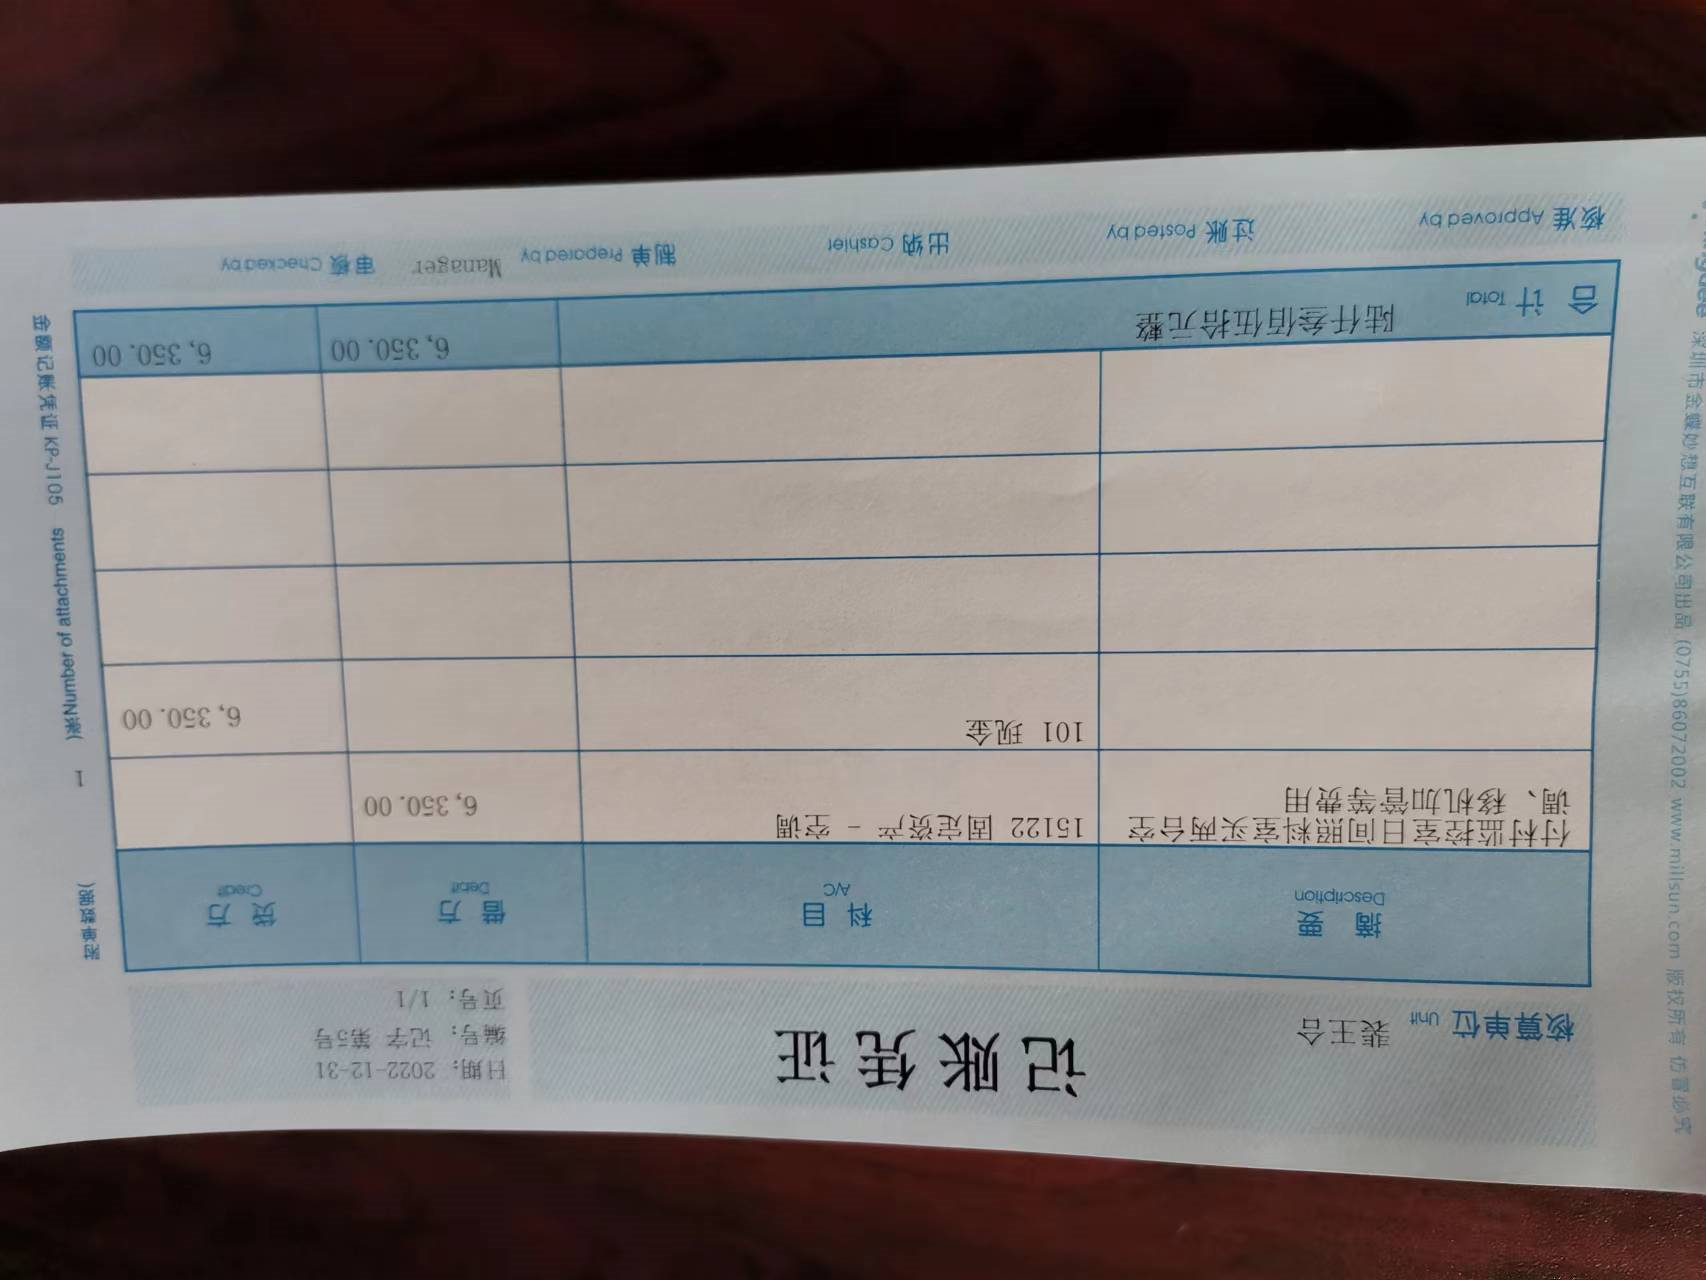 记账凭证
核算单位 Unit 裴王合
日期：2022-12-31
编号：记字 第5号
页号：1/1
摘要 科目 借方 贷方
Description A/C Debit Credit
付村监控室日间照料室买两台空 15122 固定资产 - 空调 6,350.00
调、移机加管等费用
101 现金 6,350.00
合计 Total 陆仟叁佰伍拾元整 6,350.00 6,350.00
核准 Approved by 过账 Posted by 出纳 Cashier 制单 Prepared by Manager 审核 Checked by
附单数据)
1
张Number of attachments
金额记账凭证 KP-J105
深圳市金蝶妙想互联有限公司出品 (0755)86072002 www.millsun.com 版权所有 仿冒必究